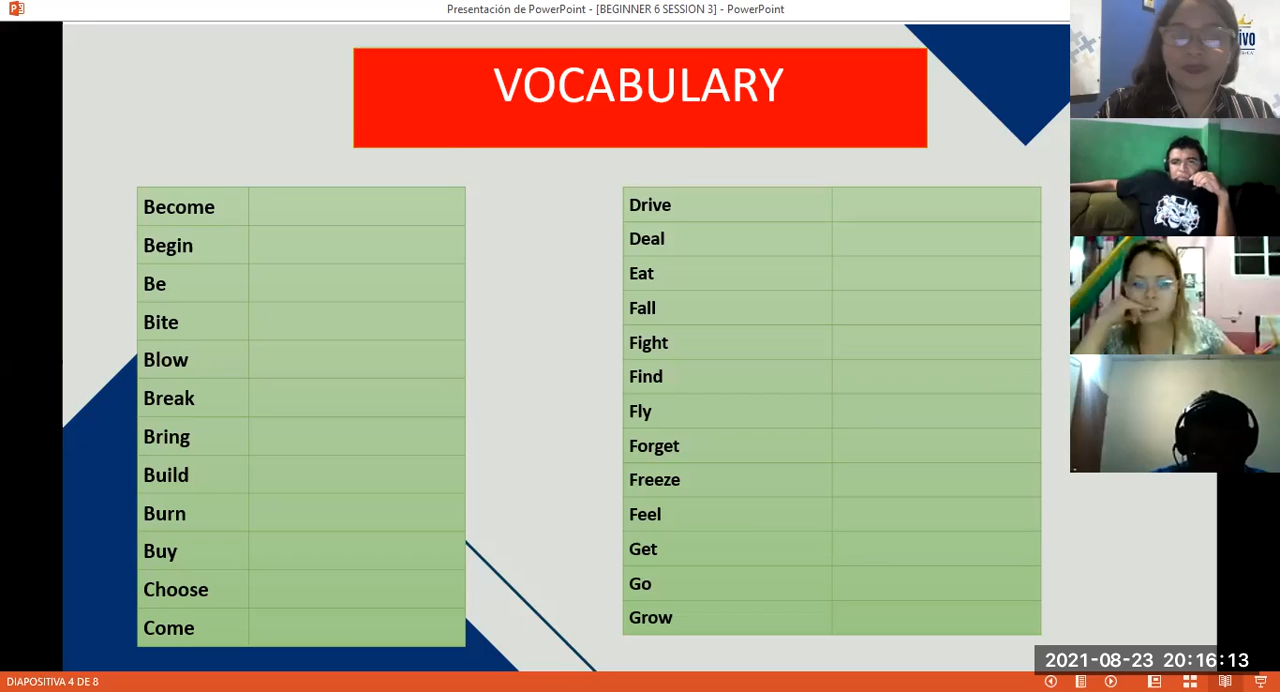 Presentación de PowerPoint - [BEGINNER 6 SESSION 3] - PowerPoint
VOCABULARY
Become
Begin
Be
Bite
Blow
Break
Bring
Build
Burn
Buy
Choose
Come
Drive
Deal
Eat
Fall
Fight
Find
Fly
Forget
Freeze
Feel
Get
Go
Grow
2021-08-23 20:16:13
DIAPOSITIVA 4 DE 8